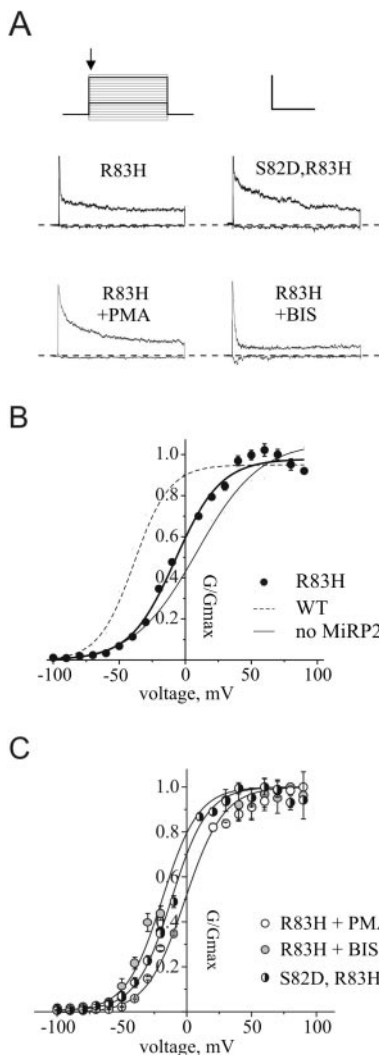 A
R83H
S82D,R83H
R83H
+PMA
R83H
+BIS
B
1.0
0.8
0.6
0.4
0.2
G/Gmax
R83H
WT
no MiRP2
-100 -50 0 50 100
voltage, mV
C
1.0
0.8
0.6
0.4
0.2
G/Gmax
R83H + PMA
R83H + BIS
S82D, R83H
-100 -50 0 50 100
voltage, mV